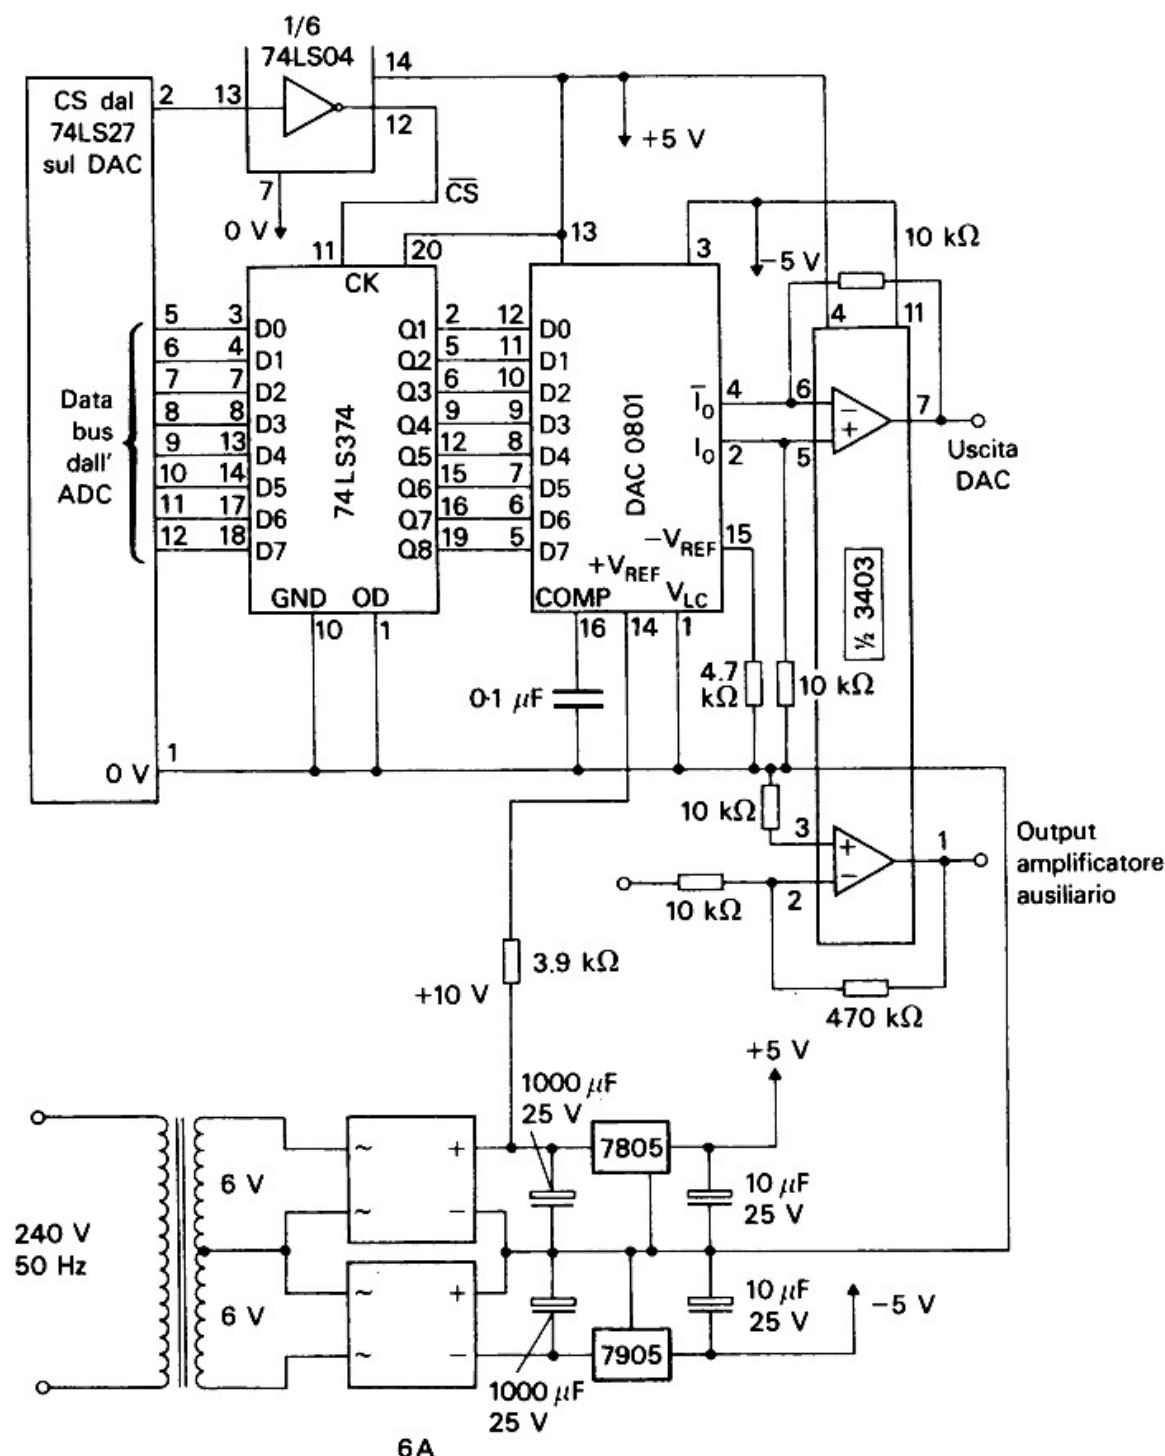 1/6
74LS04
14
CS dal
74LS27
sul DAC
2
13
12
+5 V
7
0 V
C̅S̅
11
20
13
3
10 kΩ
-5 V
CK
4
11
5
3
D0
Q1
2
12
D0
6
4
D1
Q2
5
11
D1
7
7
D2
Q3
6
10
D2
8
8
D3
Q4
9
9
D3
9
13
D4
Q5
12
8
D4
10
14
D5
Q6
15
7
D5
11
17
D6
Q7
16
6
D6
12
18
D7
Q8
19
5
D7
Data
bus
dall'
ADC
74LS374
DAC 0801
I̅O
4
6
−
+
7
IO
2
5
Uscita
DAC
−VREF
15
+VREF
GND
OD
COMP
VLC
10
1
16
14
1
½ 3403
0·1 µF
4.7
kΩ
10 kΩ
0 V
1
10 kΩ
3
+
−
1
2
10 kΩ
Output
amplificatore
ausiliario
3.9 kΩ
+10 V
470 kΩ
+5 V
1000 µF
25 V
7805
6 V
~
+
~
−
10 µF
25 V
240 V
50 Hz
6 V
~
+
~
−
10 µF
25 V
−5 V
7905
1000 µF
25 V
6A